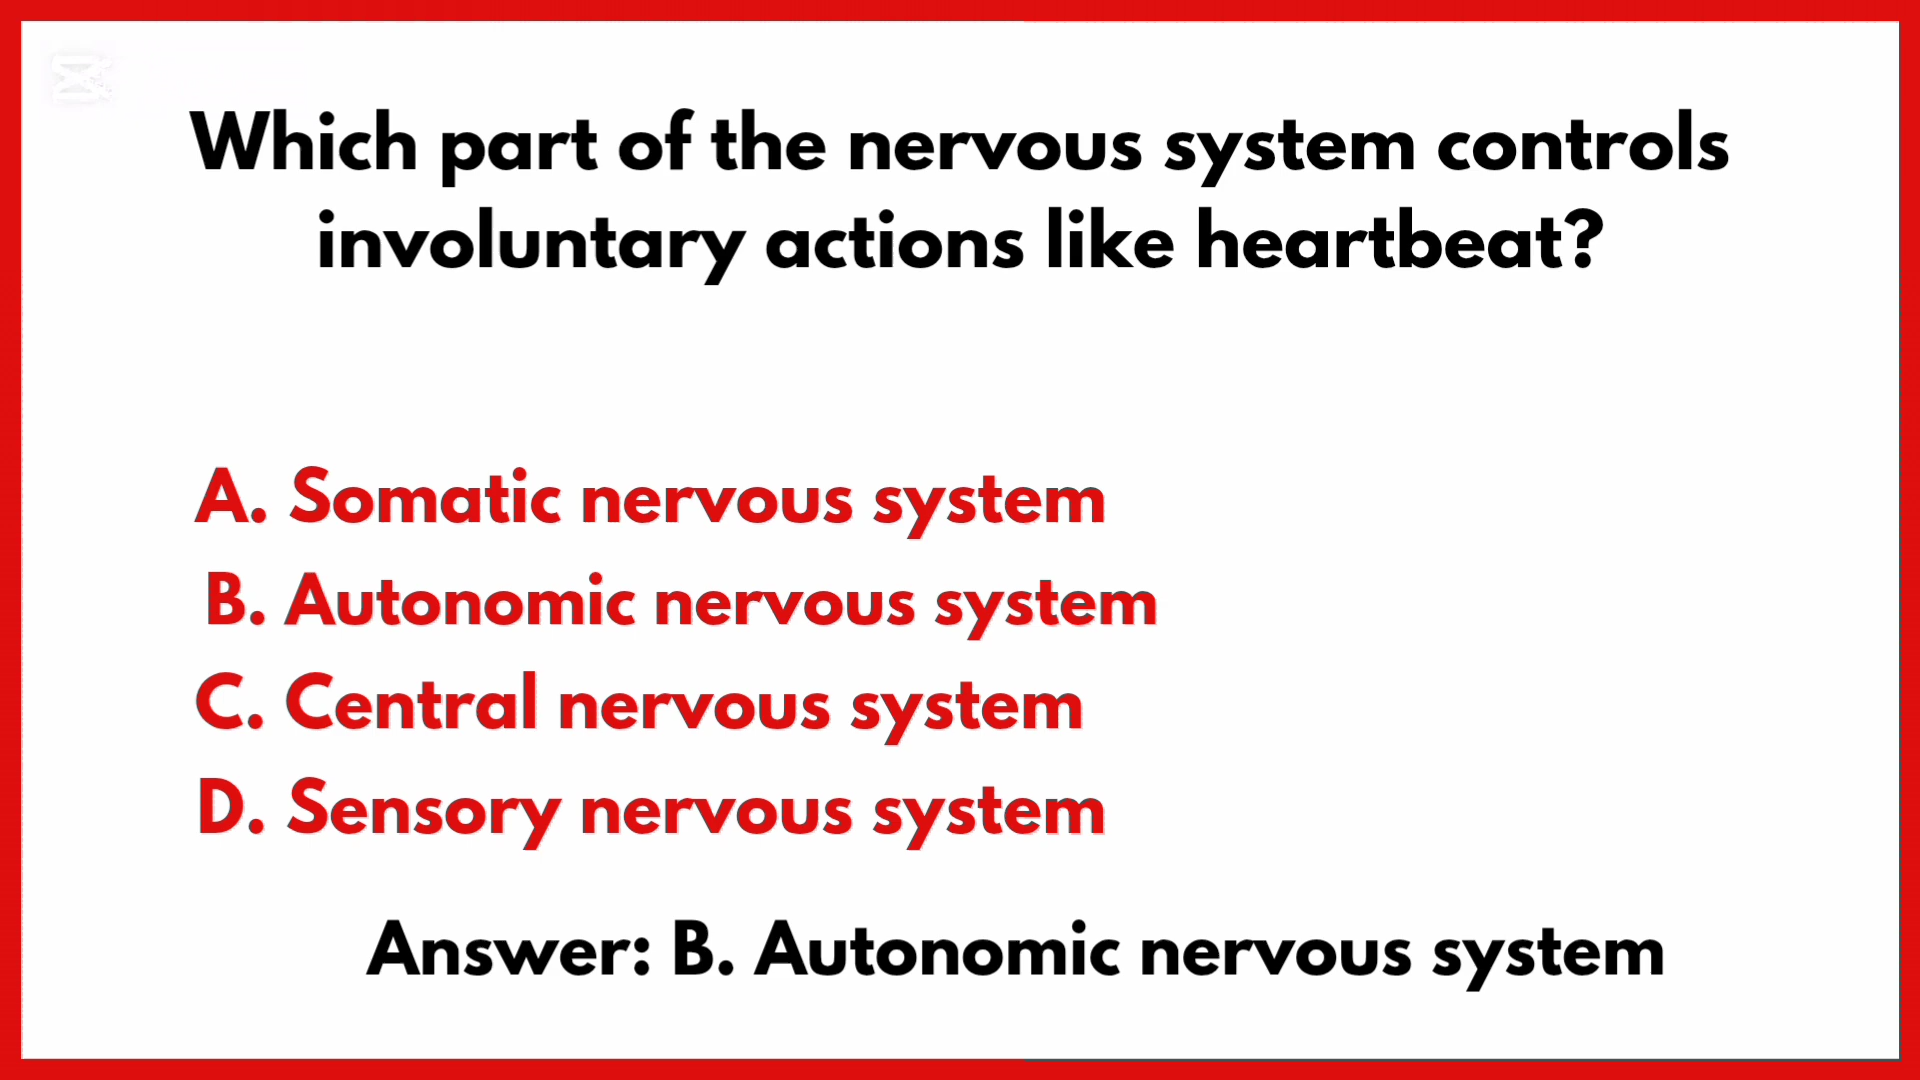 Which part of the nervous system controls
involuntary actions like heartbeat?
A. Somatic nervous system
B. Autonomic nervous system
C. Central nervous system
D. Sensory nervous system
Answer: B. Autonomic nervous system